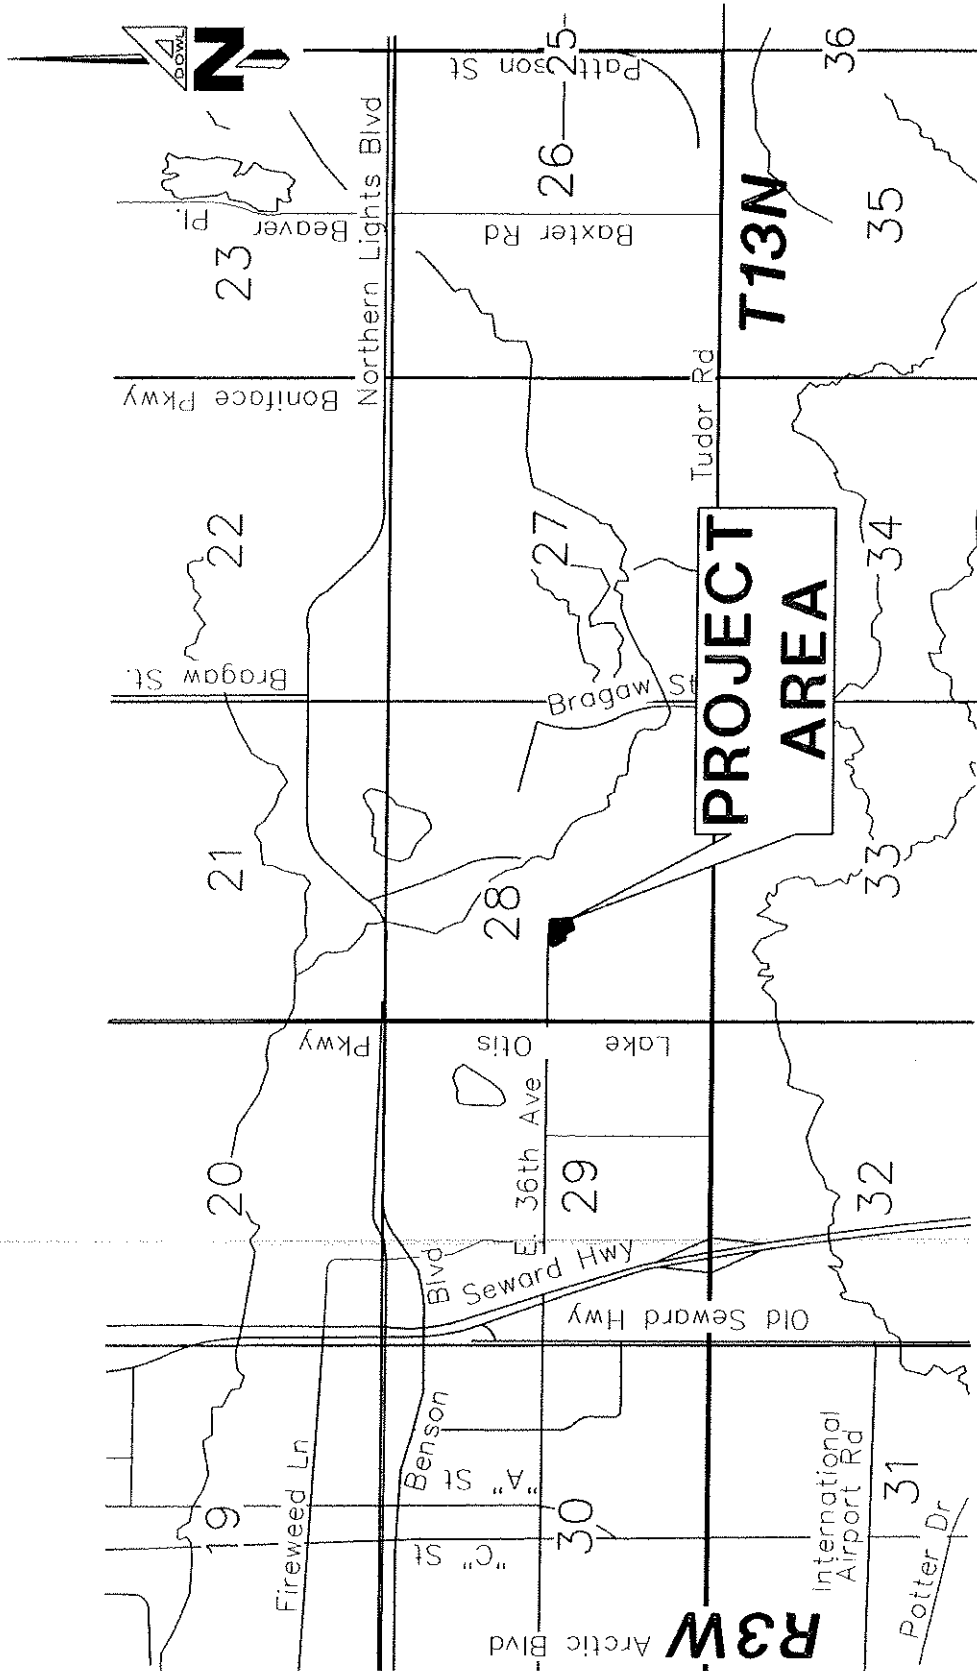 DOWL
N
19
20
21
22
23
Fireweed Ln
Pkwy
Bragaw St.
Boniface Pkwy
Northern Lights Blvd
Beaver
Pl.
Benson
Blvd
"A" St
"C" St
Seward Hwy
E. 36th Ave
Lake
Otis
28
Bragaw St
27
Baxter Rd
26
25
30
29
Arctic Blvd
Old Seward Hwy
Tudor Rd
PROJECT
AREA
T13N
R3W
International
Airport Rd
Potter Dr
31
32
33
34
35
36